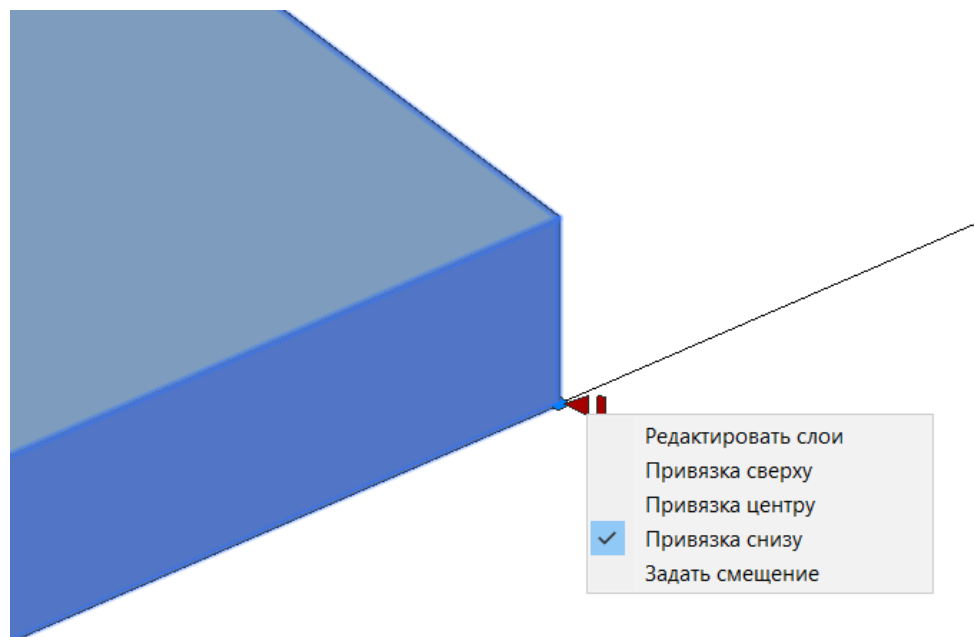 Редактировать слои
Привязка сверху
Привязка центру
Привязка снизу
Задать смещение